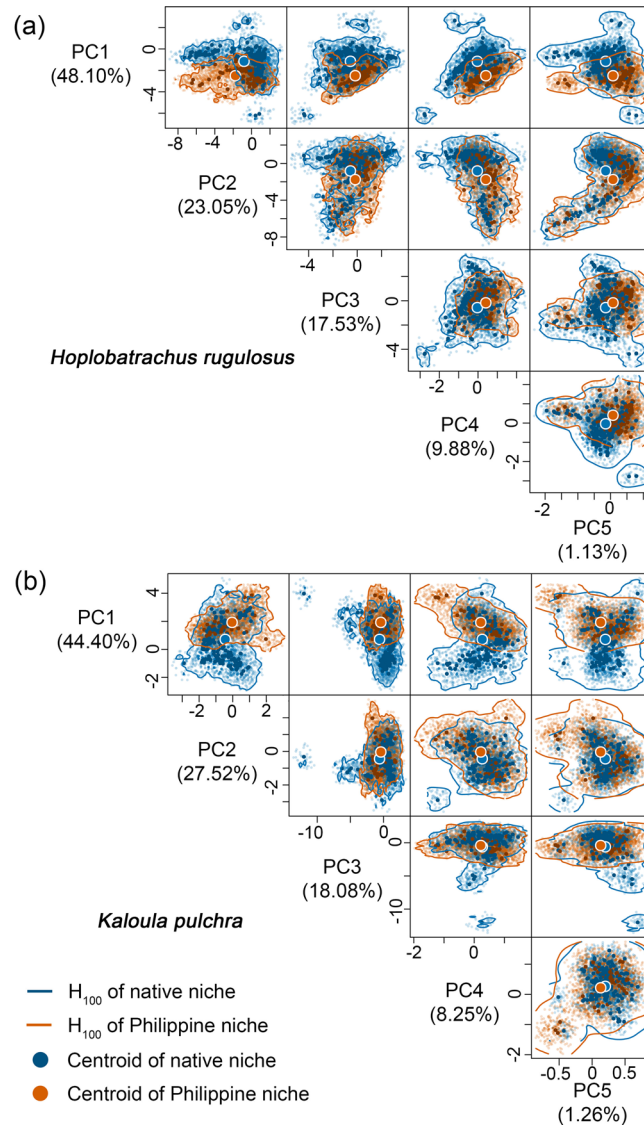 (a)
PC1
(48.10%)
0
-2
-4
-8
-4
0
PC2
(23.05%)
0
-4
-8
-4
0
PC3
(17.53%)
0
-4
-2
0
Hoplobatrachus rugulosus
PC4
(9.88%)
0
-2
-2
0
PC5
(1.13%)
(b)
PC1
(44.40%)
4
2
0
-2
-2
0
2
PC2
(27.52%)
2
0
-2
-10
0
PC3
(18.08%)
0
-10
-2
0
Kaloula pulchra
PC4
(8.25%)
1
0
-2
-0.5
0
0.5
PC5
(1.26%)
H100 of native niche
H100 of Philippine niche
Centroid of native niche
Centroid of Philippine niche